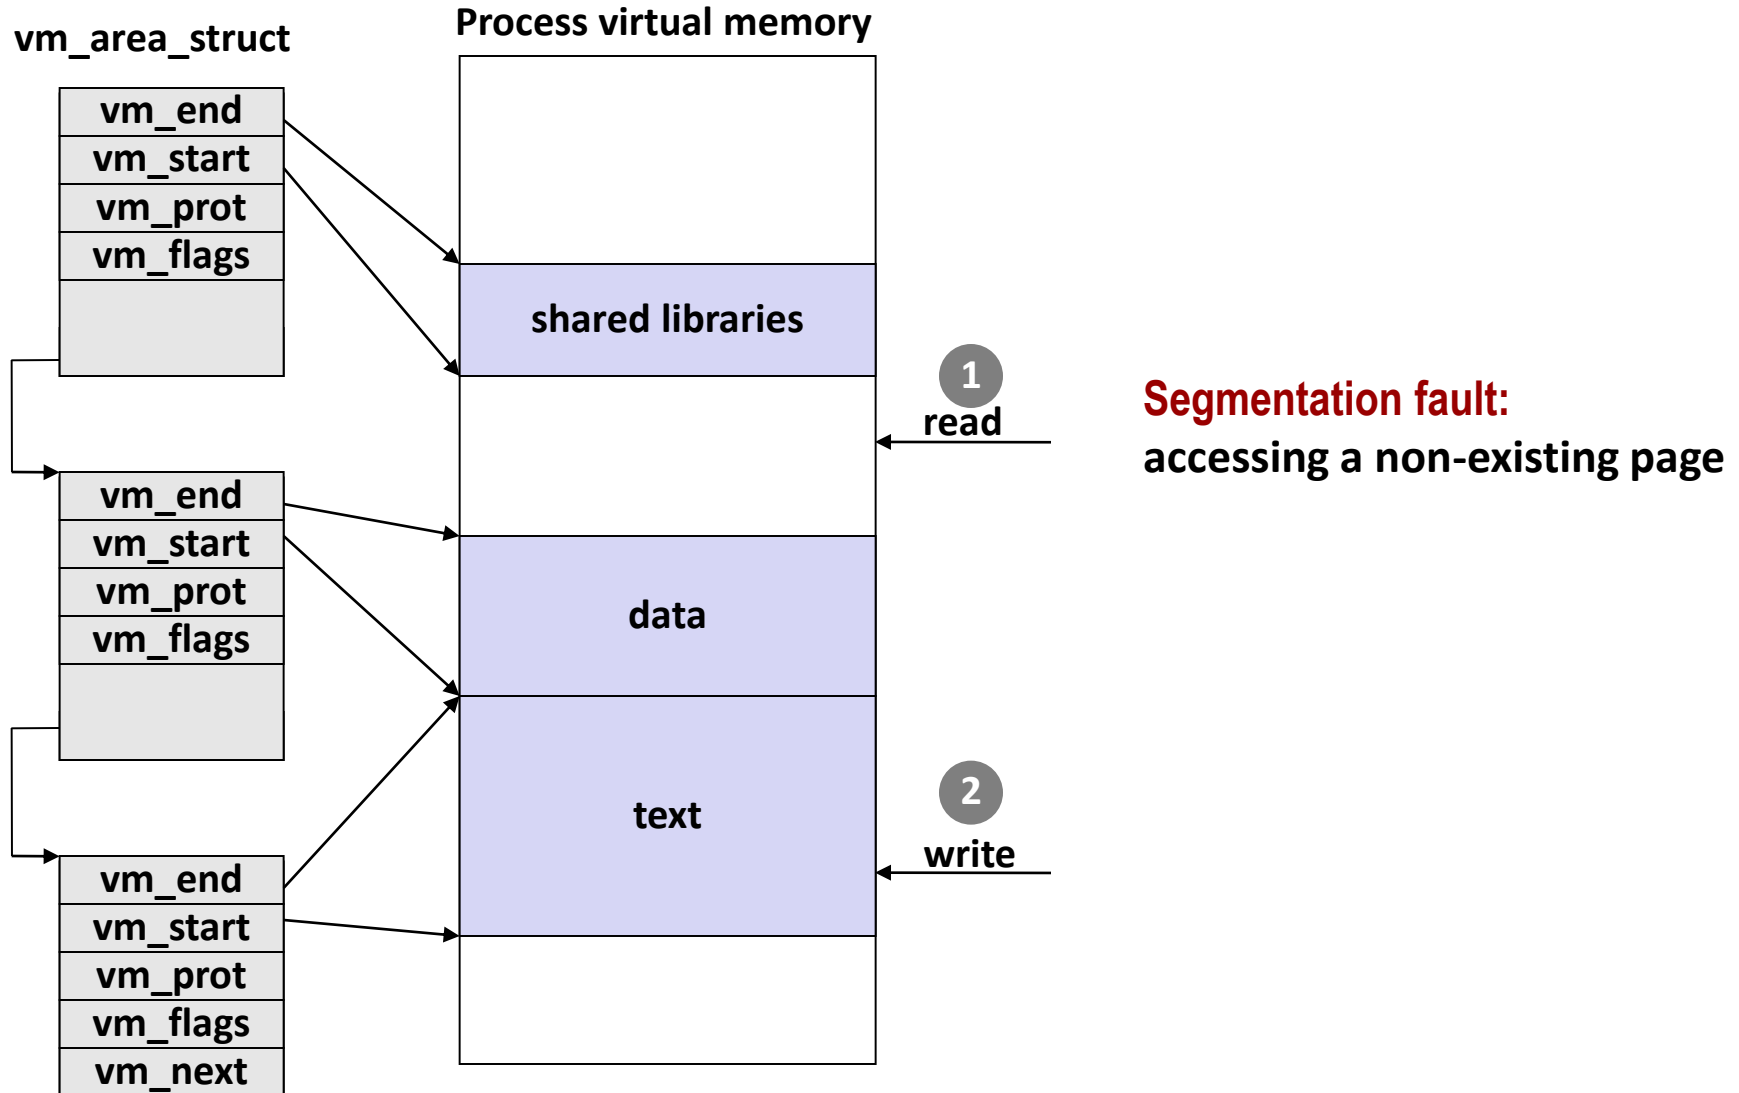 vm_area_struct
Process virtual memory
vm_end
vm_start
vm_prot
vm_flags
shared libraries
1
read
Segmentation fault:
accessing a non-existing page
vm_end
vm_start
vm_prot
vm_flags
data
text
2
write
vm_end
vm_start
vm_prot
vm_flags
vm_next